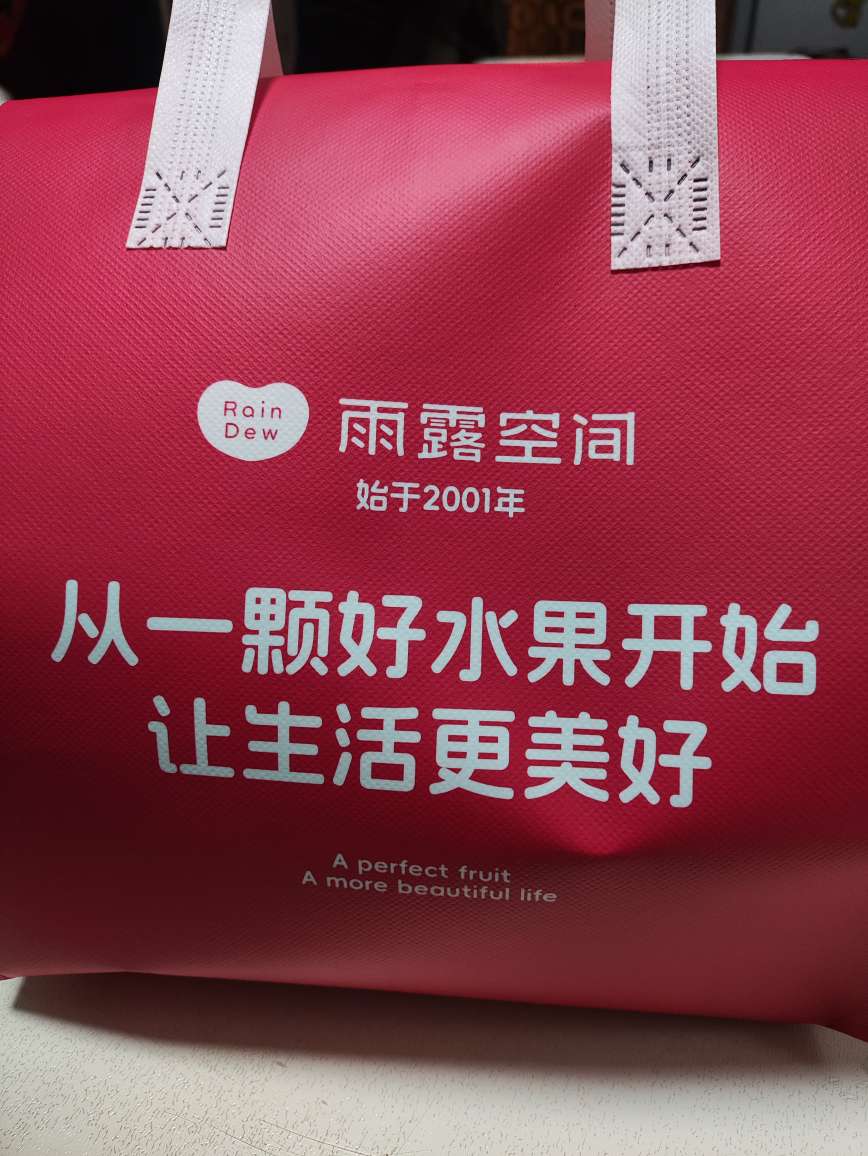 Rain
Dew
雨露空间
始于2001年
从一颗好水果开始
让生活更美好
A perfect fruit
A more beautiful life